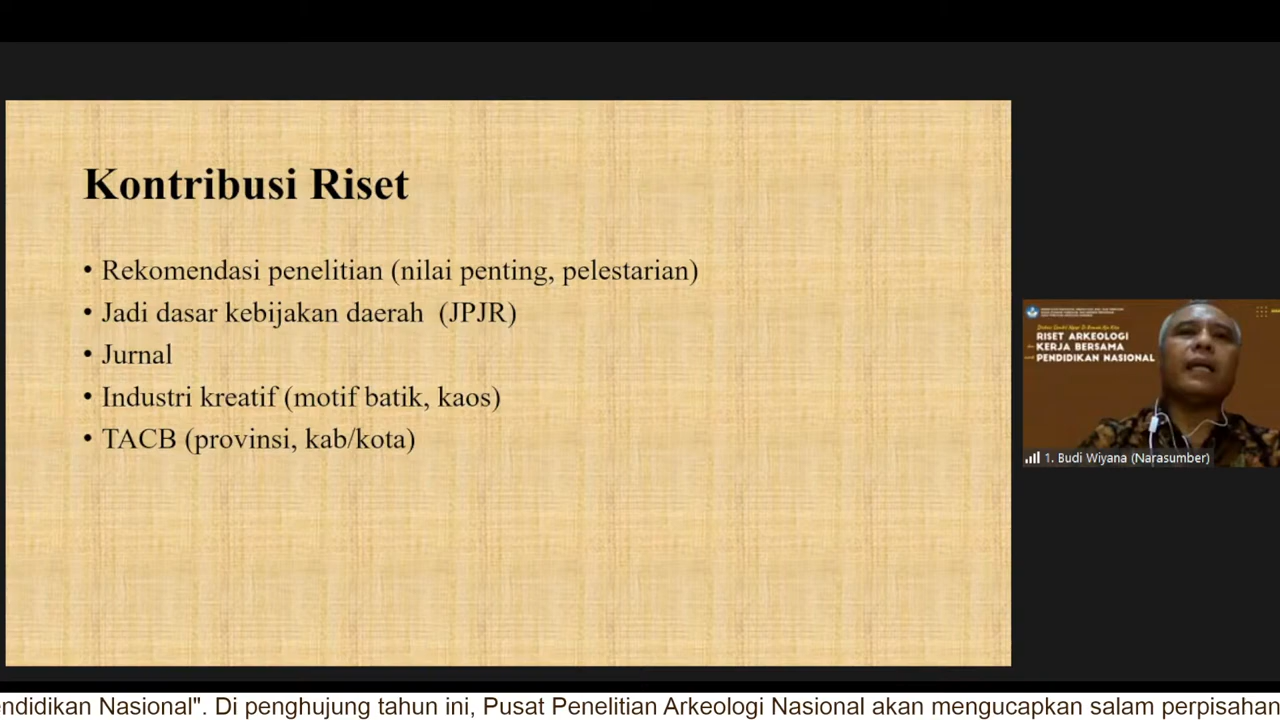 Kontribusi Riset
• Rekomendasi penelitian (nilai penting, pelestarian)
• Jadi dasar kebijakan daerah (JPJR)
• Jurnal
• Industri kreatif (motif batik, kaos)
• TACB (provinsi, kab/kota)
RISET ARKEOLOGI
KERJA BERSAMA
PENDIDIKAN NASIONAL
1. Budi Wiyana (Narasumber)
endidikan Nasional". Di penghujung tahun ini, Pusat Penelitian Arkeologi Nasional akan mengucapkan salam perpisahan